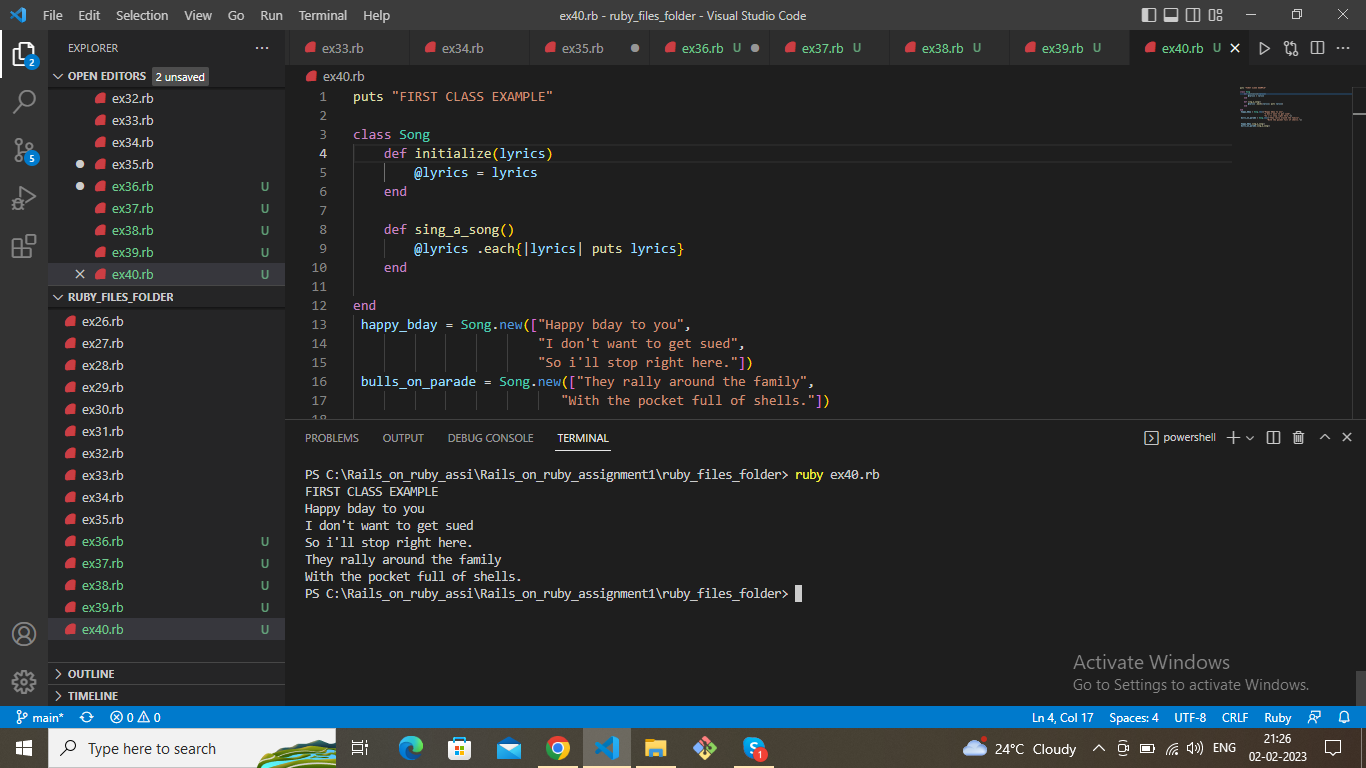 File Edit Selection View Go Run Terminal Help
ex40.rb - ruby_files_folder - Visual Studio Code
EXPLORER
OPEN EDITORS 2 unsaved
ex32.rb
ex33.rb
ex34.rb
ex35.rb
ex36.rb U
ex37.rb U
ex38.rb U
ex39.rb U
ex40.rb U
RUBY_FILES_FOLDER
ex26.rb
ex27.rb
ex28.rb
ex29.rb
ex30.rb
ex31.rb
ex32.rb
ex33.rb
ex34.rb
ex35.rb
ex36.rb U
ex37.rb U
ex38.rb U
ex39.rb U
ex40.rb U
OUTLINE
TIMELINE
2
5
ex33.rb ex34.rb ex35.rb ex36.rb U ex37.rb U ex38.rb U ex39.rb U ex40.rb U
ex40.rb
1 puts "FIRST CLASS EXAMPLE"
2
3 class Song
4 def initialize(lyrics)
5 @lyrics = lyrics
6 end
7
8 def sing_a_song()
9 @lyrics .each{|lyrics| puts lyrics}
10 end
11
12 end
13 happy_bday = Song.new(["Happy bday to you",
14 "I don't want to get sued",
15 "So i'll stop right here."])
16 bulls_on_parade = Song.new(["They rally around the family",
17 "With the pocket full of shells."])
18
PROBLEMS OUTPUT DEBUG CONSOLE TERMINAL
powershell
PS C:\Rails_on_ruby_assi\Rails_on_ruby_assignment1\ruby_files_folder> ruby ex40.rb
FIRST CLASS EXAMPLE
Happy bday to you
I don't want to get sued
So i'll stop right here.
They rally around the family
With the pocket full of shells.
PS C:\Rails_on_ruby_assi\Rails_on_ruby_assignment1\ruby_files_folder>
Activate Windows
Go to Settings to activate Windows.
main* 0 0
Ln 4, Col 17 Spaces: 4 UTF-8 CRLF Ruby
Type here to search
1
24°C Cloudy
ENG
21:26
02-02-2023